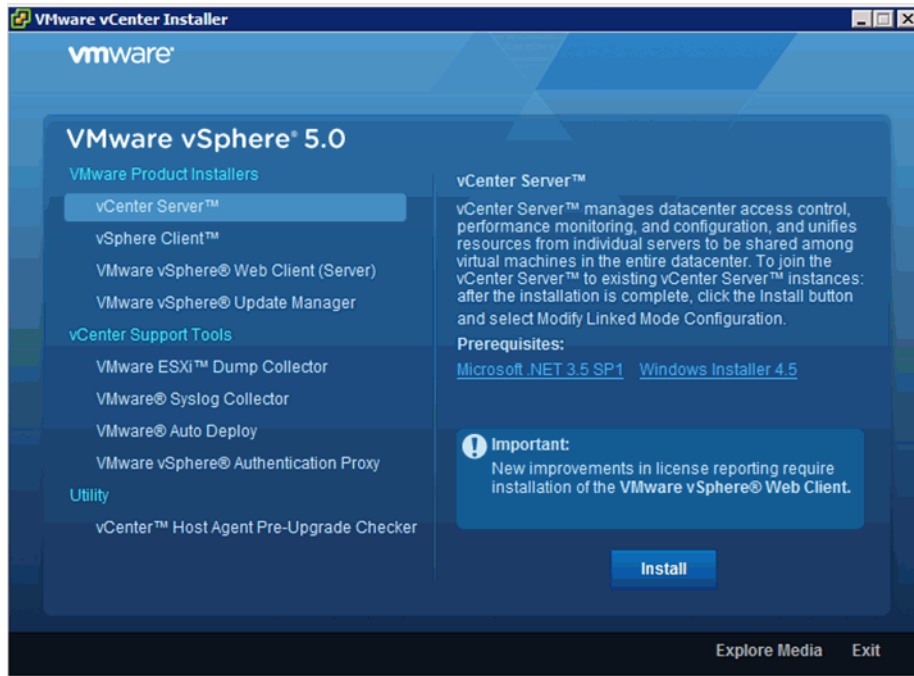 VMware vCenter Installer
vmware
VMware vSphere® 5.0
VMware Product Installers
vCenter Server™
vSphere Client™
VMware vSphere® Web Client (Server)
VMware vSphere® Update Manager
vCenter Support Tools
VMware ESXi™ Dump Collector
VMware® Syslog Collector
VMware® Auto Deploy
VMware vSphere® Authentication Proxy
Utility
vCenter™ Host Agent Pre-Upgrade Checker
vCenter Server™
vCenter Server™ manages datacenter access control,
performance monitoring, and configuration, and unifies
resources from individual servers to be shared among
virtual machines in the entire datacenter. To join the
vCenter Server™ to existing vCenter Server™ instances:
after the installation is complete, click the Install button
and select Modify Linked Mode Configuration.
Prerequisites:
Microsoft .NET 3.5 SP1 Windows Installer 4.5
Important:
New improvements in license reporting require
installation of the VMware vSphere® Web Client.
Install
Explore Media Exit